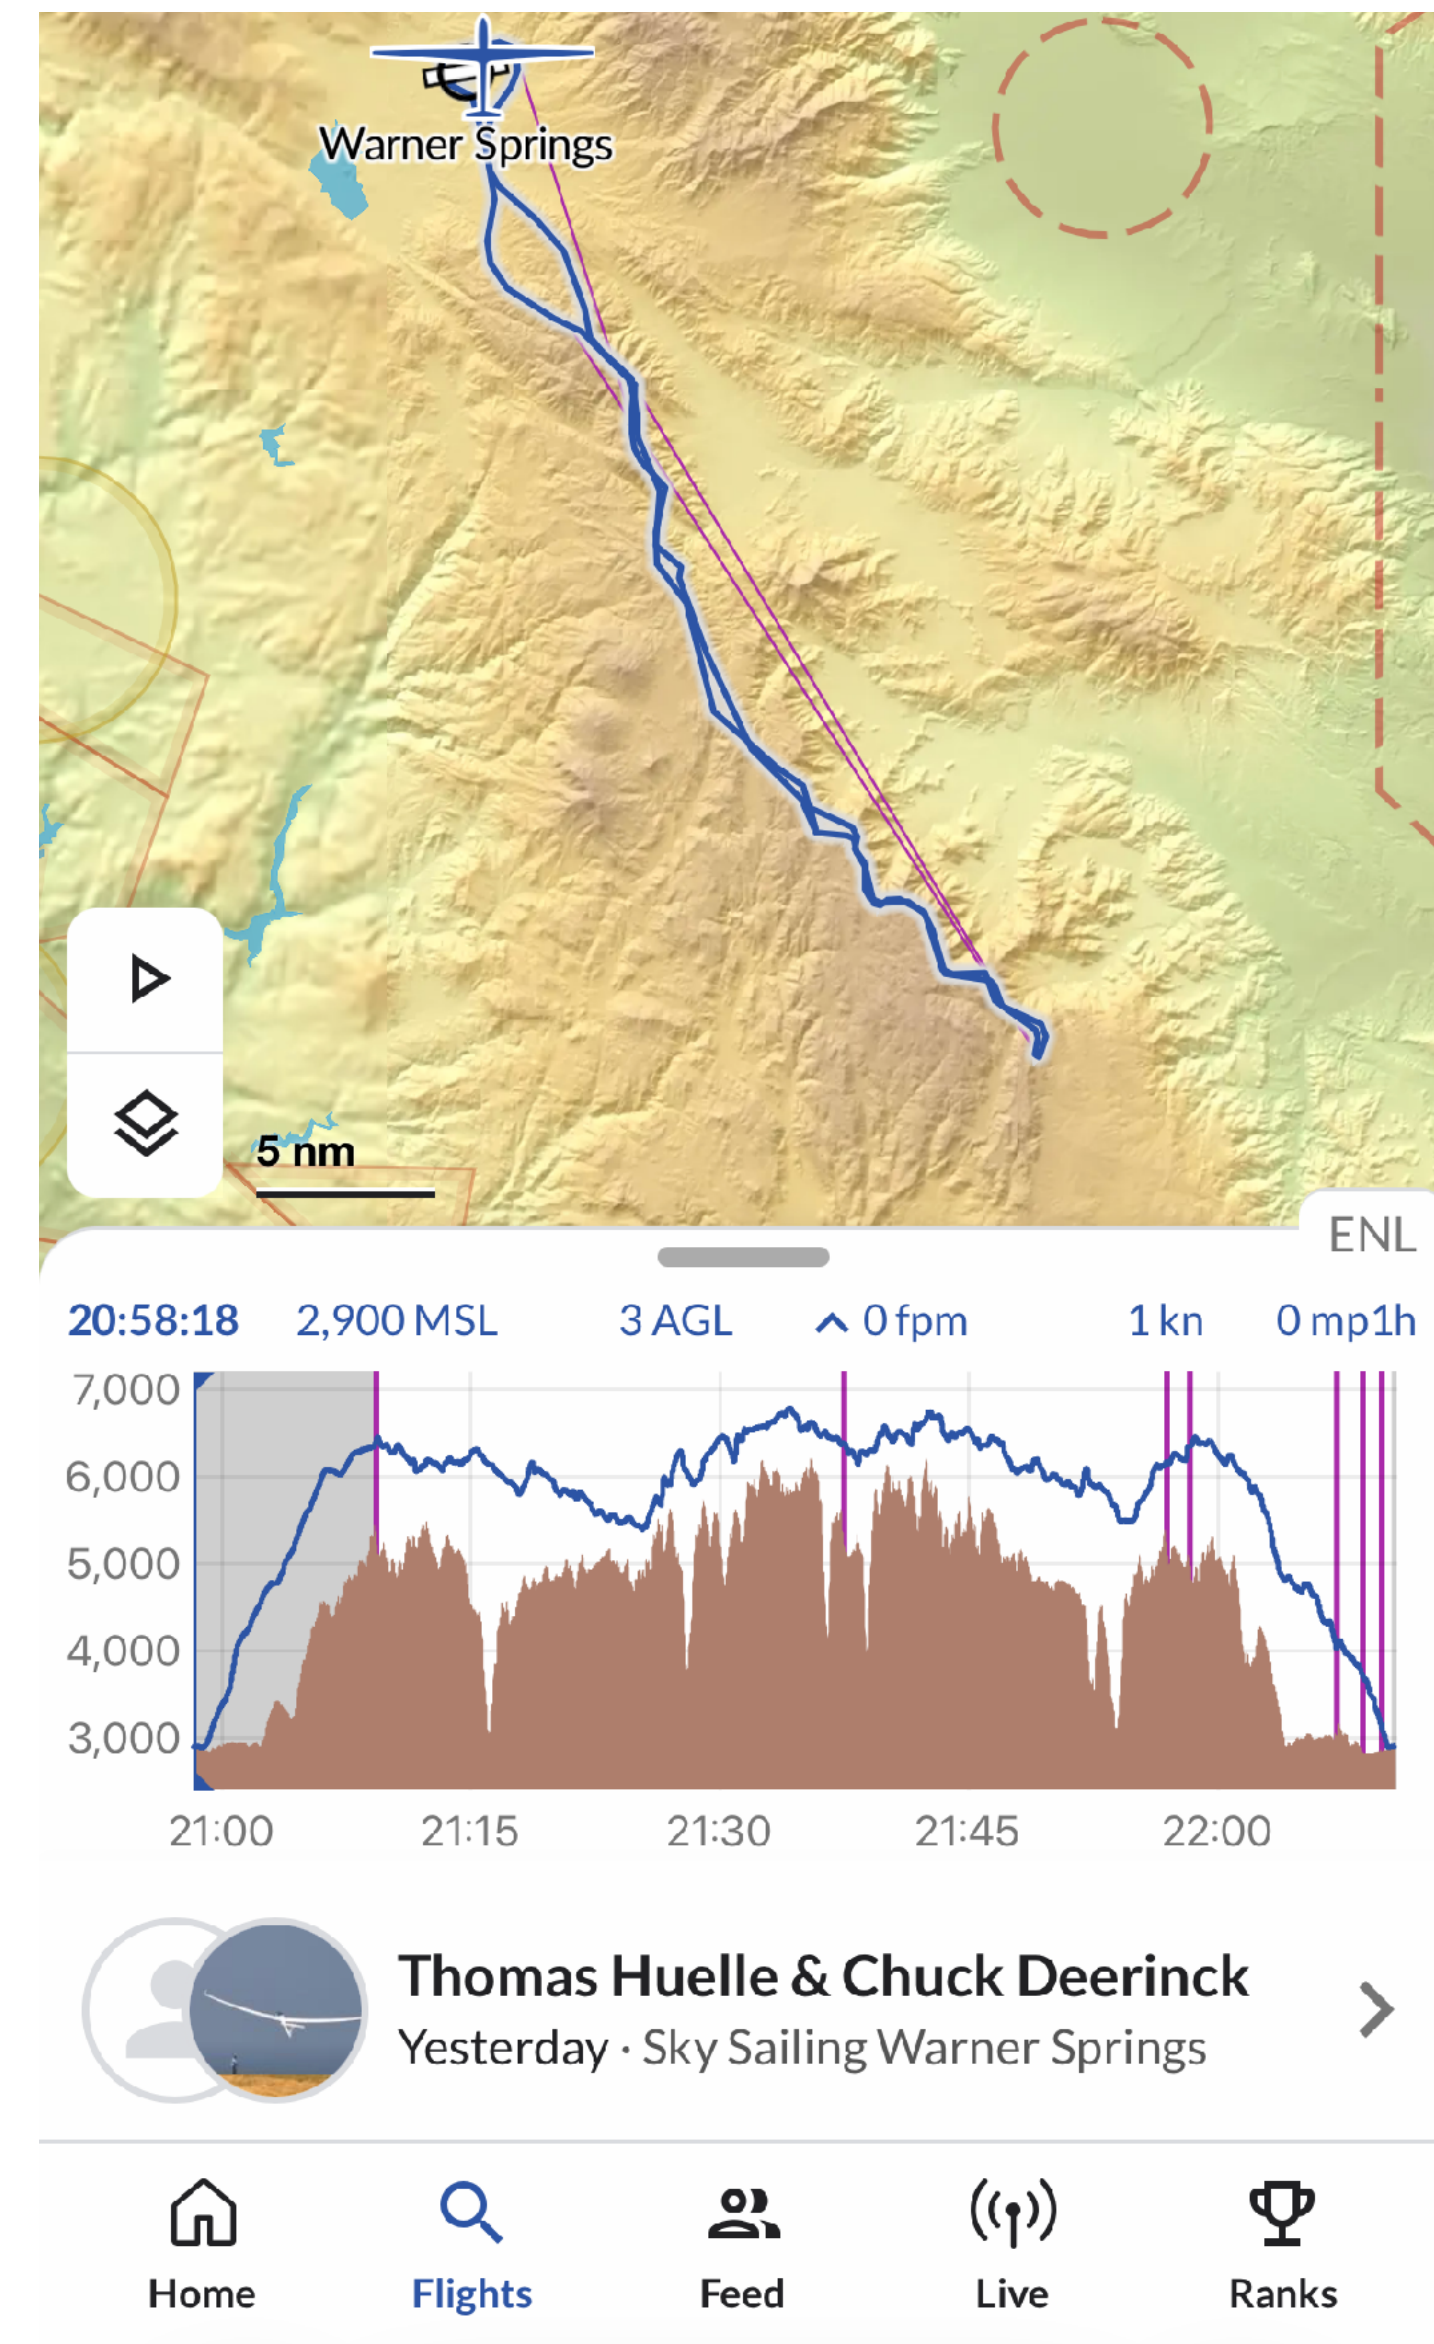 Warner Springs
5 nm
ENL
20:58:18 2,900 MSL 3 AGL 0 fpm 1 kn 0 mp1h
7,000
6,000
5,000
4,000
3,000
21:00 21:15 21:30 21:45 22:00
Thomas Huelle & Chuck Deerinck
Yesterday · Sky Sailing Warner Springs
Home Flights Feed Live Ranks